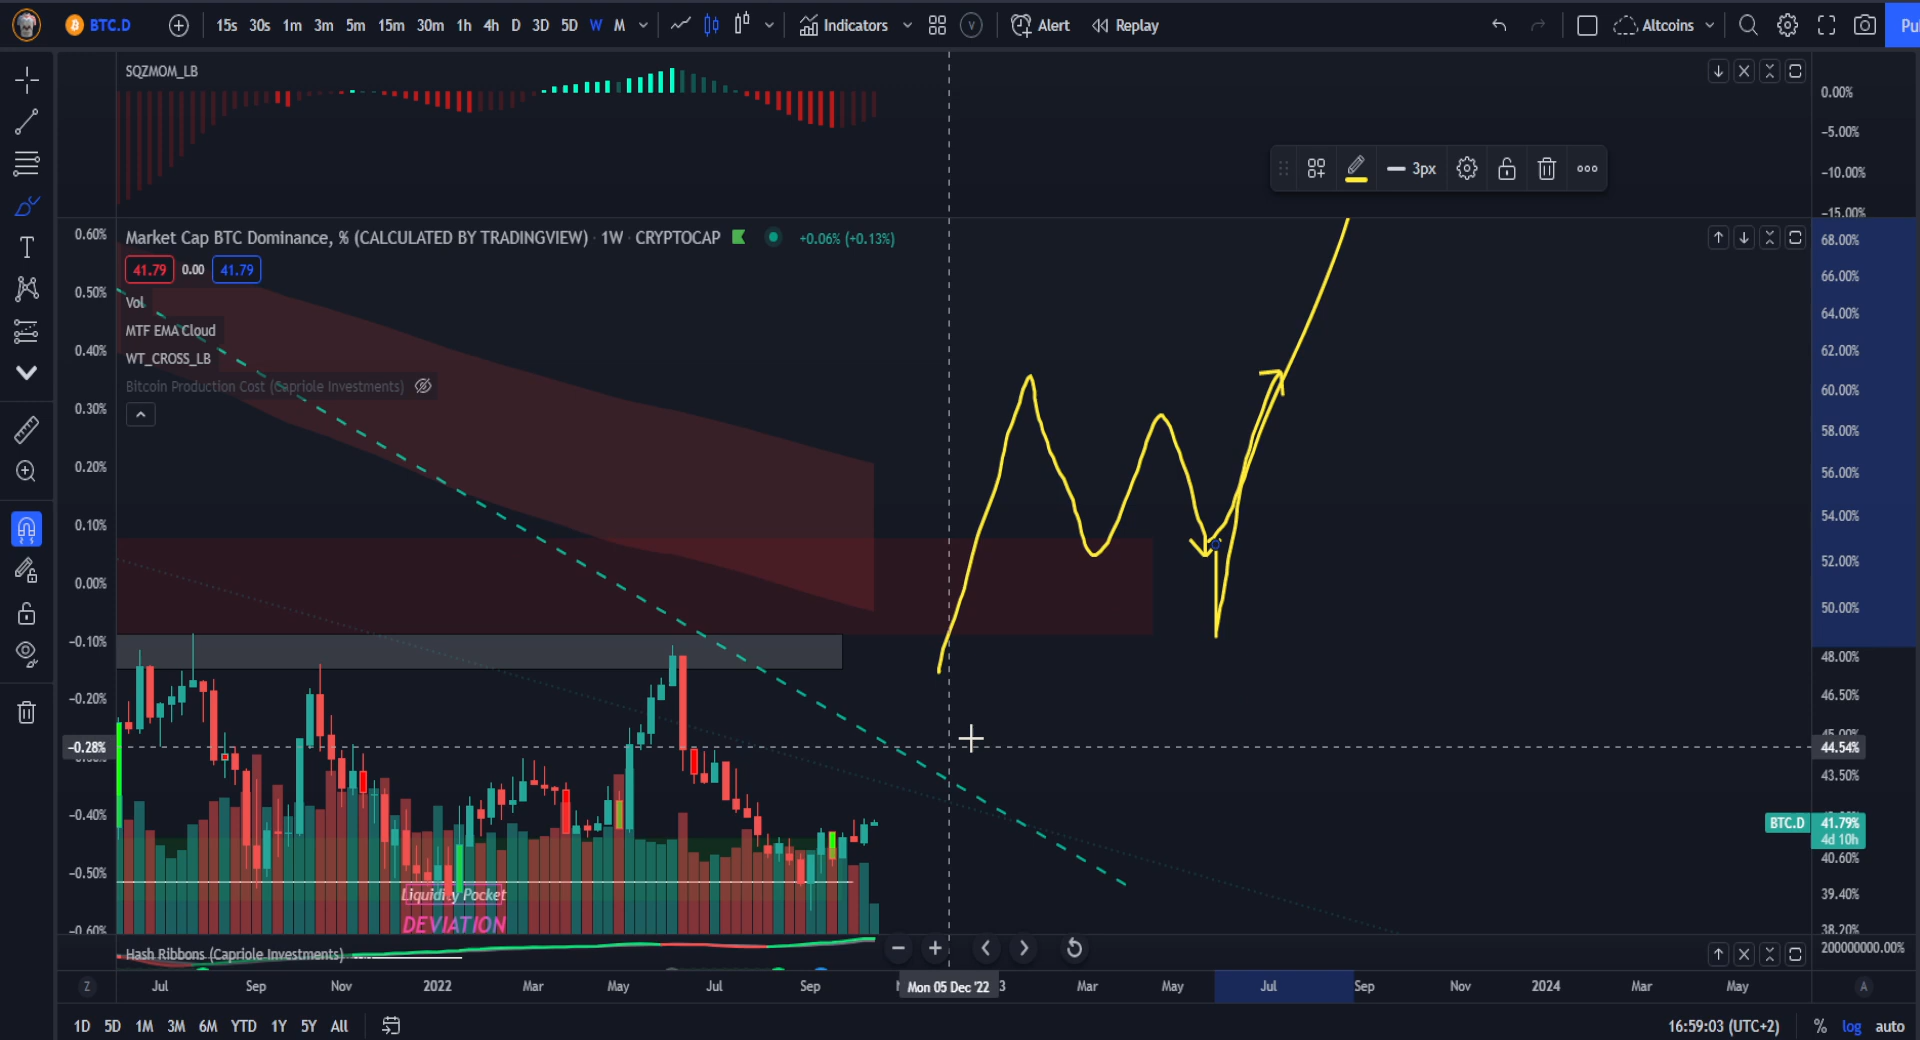 BTC.D 15s 30s 1m 3m 5m 15m 30m 1h 4h D 3D 5D W M Indicators V Alert Replay Altcoins Pu
SQZMOM_LB
0.00%
-5.00%
-10.00%
-15.00%
3px
Market Cap BTC Dominance, % (CALCULATED BY TRADINGVIEW) · 1W · CRYPTOCAP +0.06% (+0.13%)
41.79 0.00 41.79
Vol
MTF EMA Cloud
WT_CROSS_LB
Bitcoin Production Cost (Capriole Investments)
0.60%
0.50%
0.40%
0.30%
0.20%
0.10%
0.00%
-0.10%
-0.20%
-0.28%
-0.40%
-0.50%
-0.60%
68.00%
66.00%
64.00%
62.00%
60.00%
58.00%
56.00%
54.00%
52.00%
50.00%
48.00%
46.50%
45.00%
44.54%
43.50%
BTC.D 41.79%
4d 10h
40.60%
39.40%
38.20%
Liquidity Pocket
DEVIATION
Hash Ribbons (Capriole Investments)
200000000.00%
Z Jul Sep Nov 2022 Mar May Jul Sep Mon 05 Dec '22 3 Mar May Jul Sep Nov 2024 Mar May A
1D 5D 1M 3M 6M YTD 1Y 5Y All 16:59:03 (UTC+2) % log auto